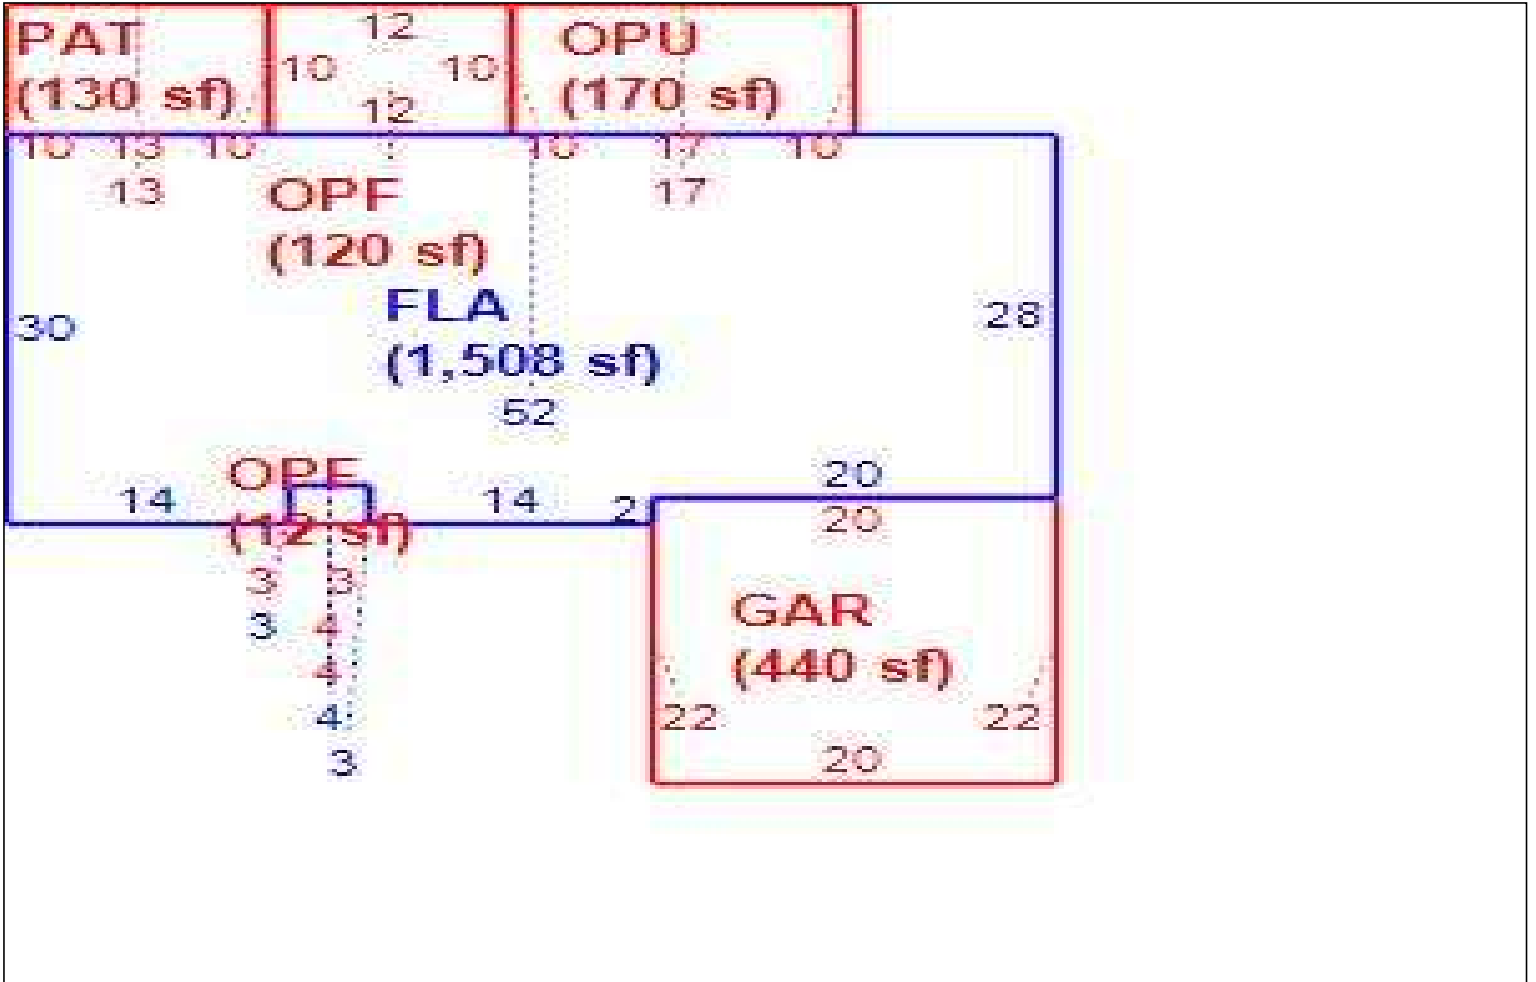 PAT 12 OPU
(130 sf) 10 10 (170 sf)
12
10 13 10 10 17 10
13 OPF 17
(120 sf)
FLA
30 (1,508 sf) 28
52
OPF 20
14 14 2
(12 sf) 20
3 3
3 4 GAR
4 (440 sf)
4 22 22
3 20